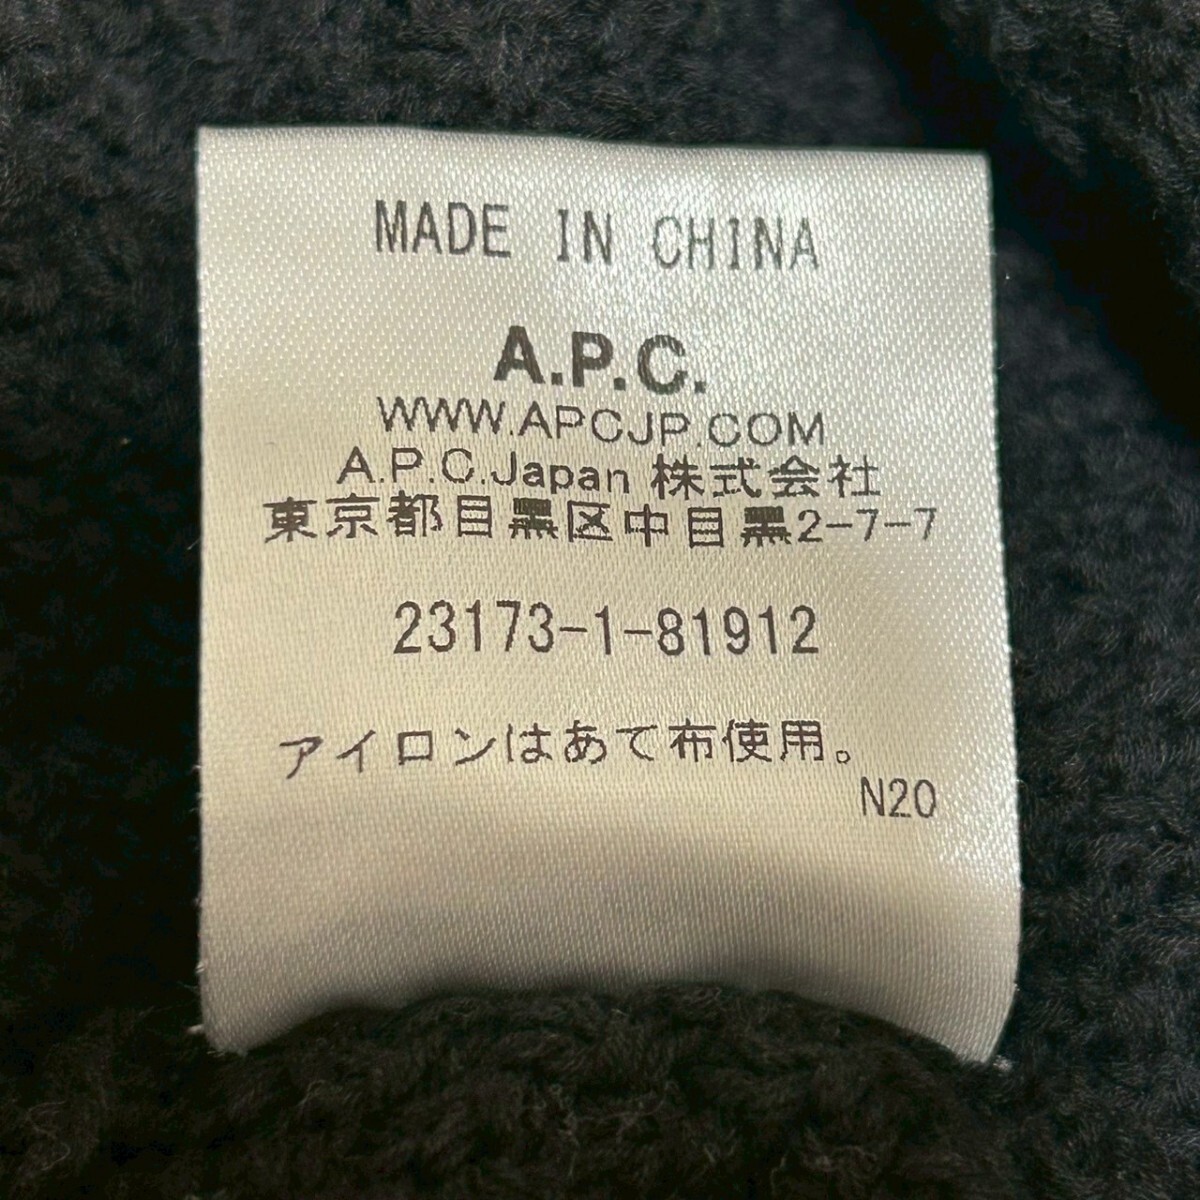 MADE IN CHINA
A.P.C.
WWW.APCJP.COM
A.P.C.Japan 株式会社
東京都目黒区中目黒2-7-7
23173-1-81912
アイロンはあて布使用。
N20